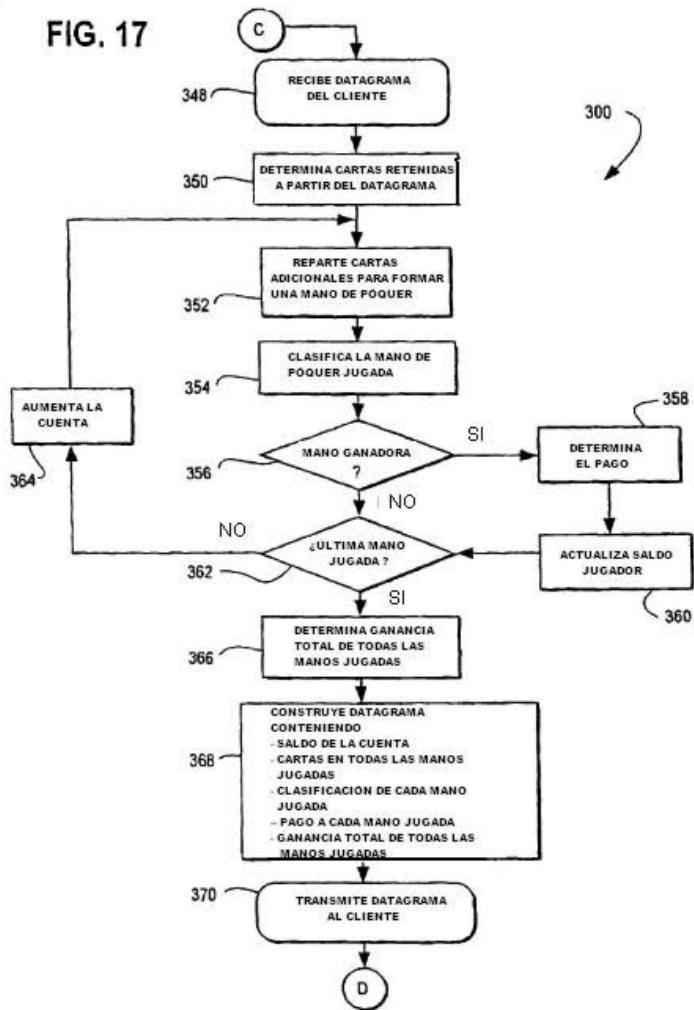 FIG. 17
C
348
RECIBE DATAGRAMA
DEL CLIENTE
300
350
DETERMINA CARTAS RETENIDAS
A PARTIR DEL DATAGRAMA
352
REPARTE CARTAS
ADICIONALES PARA FORMAR
UNA MANO DE PÓQUER
354
CLASIFICA LA MANO DE
PÓQUER JUGADA
AUMENTA LA
CUENTA
364
356
MANO GANADORA
?
SI
358
DETERMINA
EL PAGO
NO
NO
362
¿ÚLTIMA MANO
JUGADA ?
ACTUALIZA SALDO
JUGADOR
360
SI
366
DETERMINA GANANCIA
TOTAL DE TODAS LAS
MANOS JUGADAS
368
CONSTRUYE DATAGRAMA
CONTENIENDO
- SALDO DE LA CUENTA
- CARTAS EN TODAS LAS MANOS
JUGADAS
- CLASIFICACIÓN DE CADA MANO
JUGADA
– PAGO A CADA MANO JUGADA
- GANANCIA TOTAL DE TODAS LAS
MANOS JUGADAS
370
TRANSMITE DATAGRAMA
AL CLIENTE
D